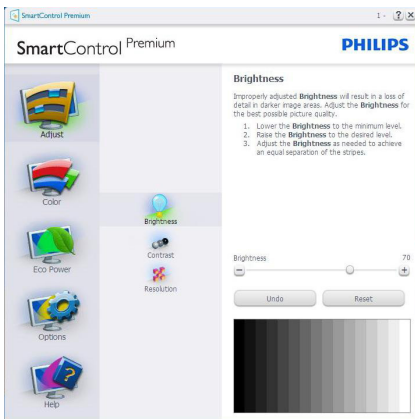 SmartControl Premium
1 - ? X
SmartControl Premium
PHILIPS
Adjust
Color
Eco Power
Options
Help
Brightness
Contrast
Resolution
Brightness
Improperly adjusted Brightness will result in a loss of
detail in darker image areas. Adjust the Brightness for
the best possible picture quality.
1. Lower the Brightness to the minimum level.
2. Raise the Brightness to the desired level.
3. Adjust the Brightness as needed to achieve
an equal separation of the stripes.
Brightness 70
Undo Reset